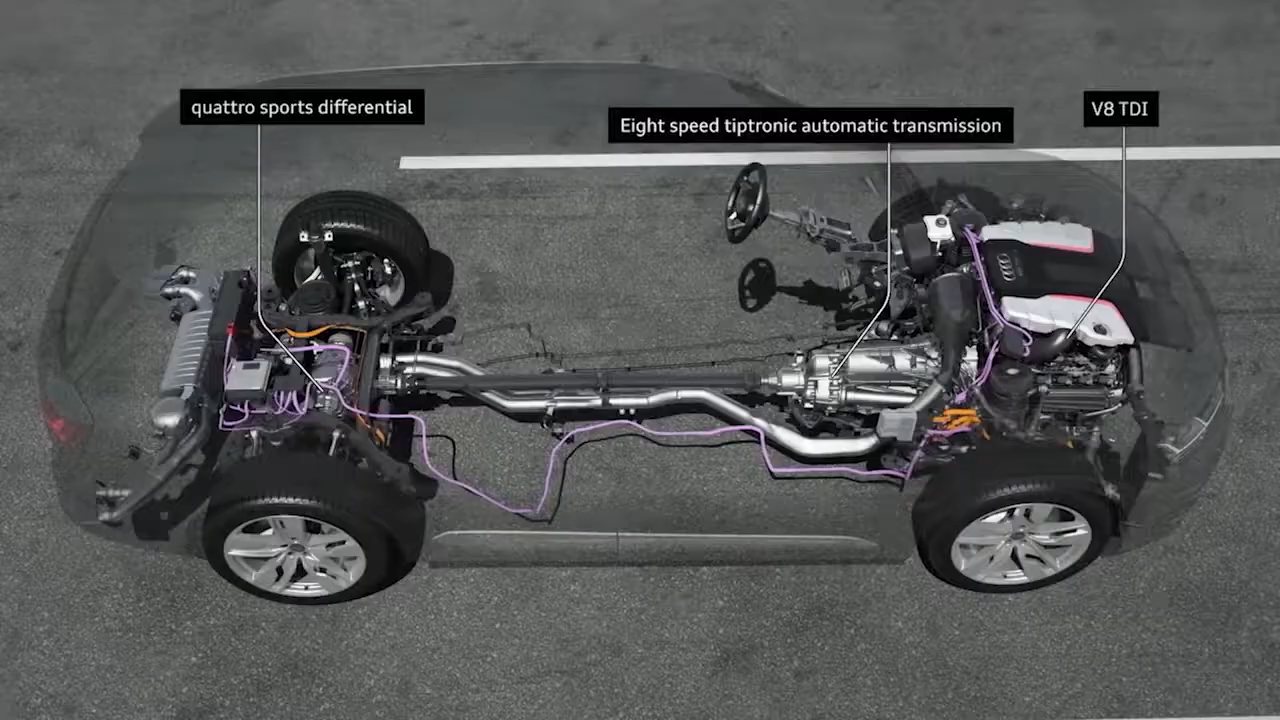 quattro sports differential
Eight speed tiptronic automatic transmission
V8 TDI